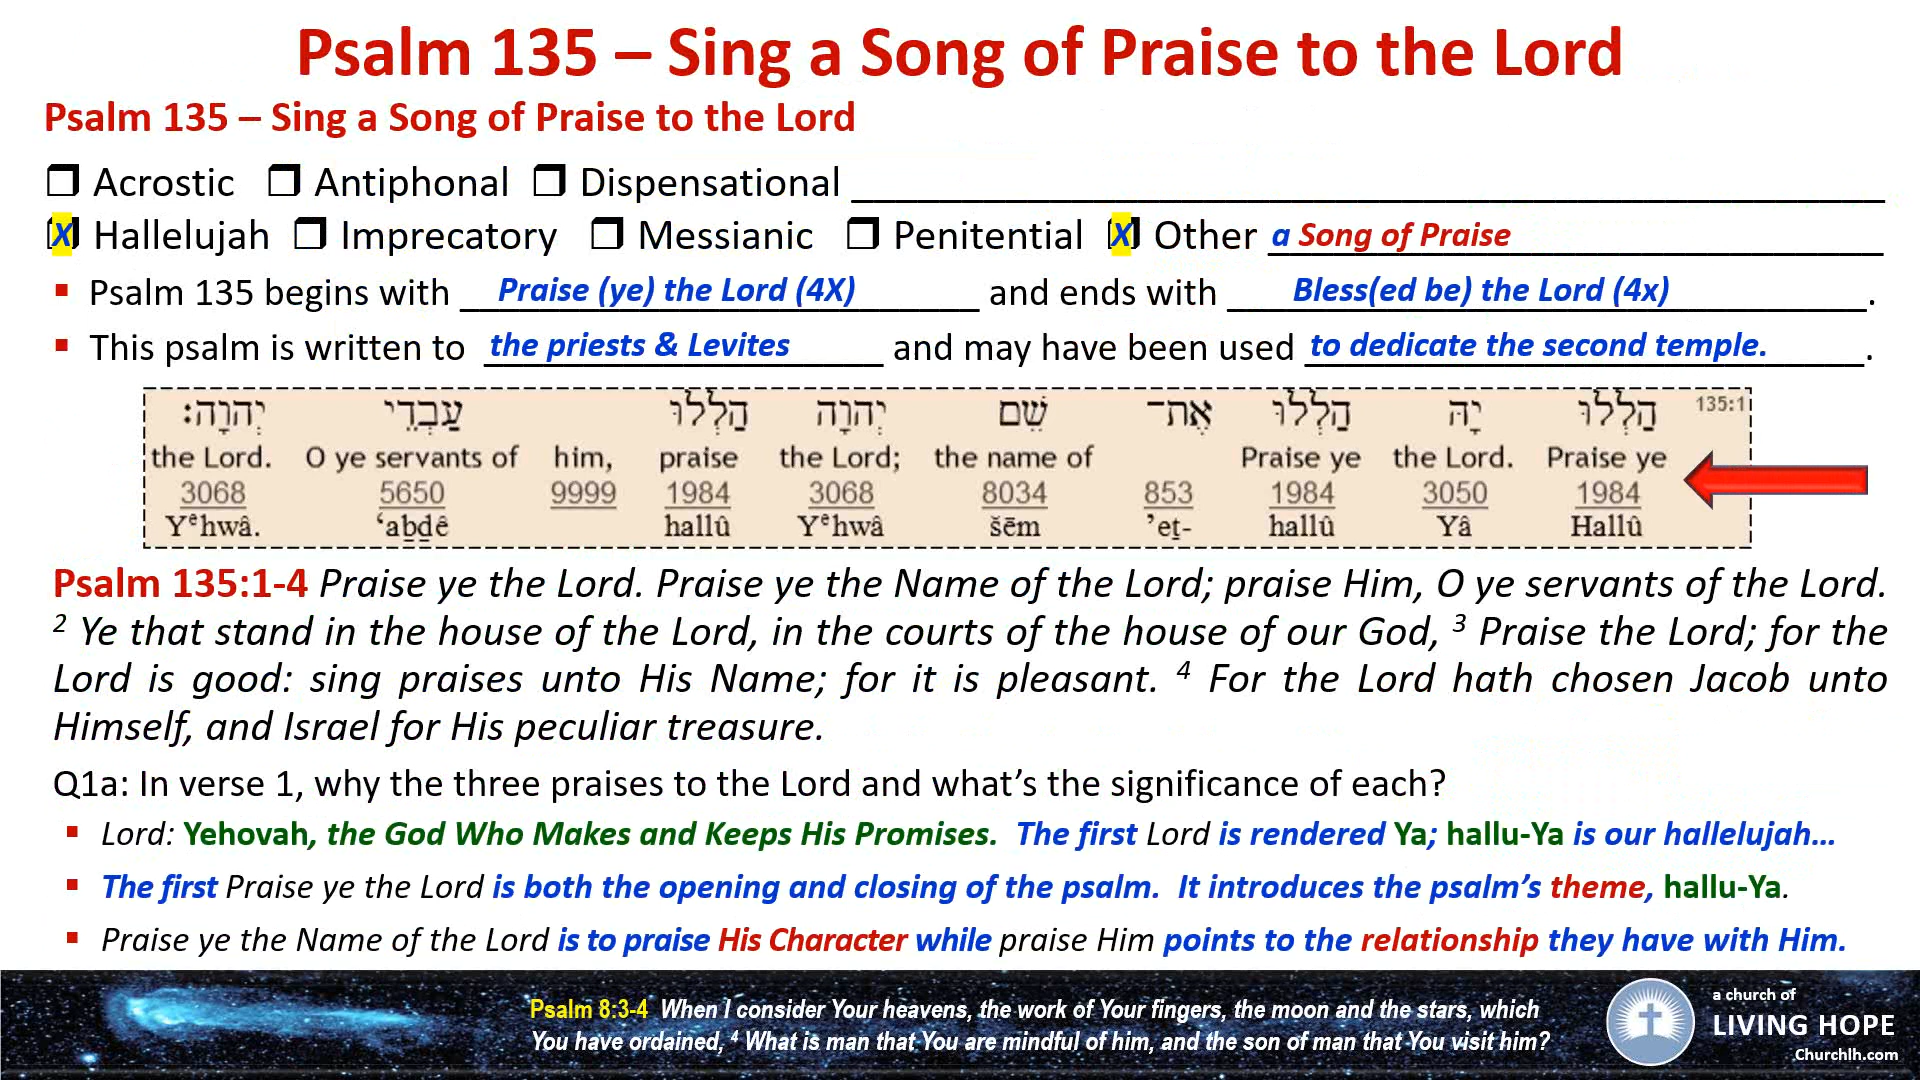 Psalm 135 – Sing a Song of Praise to the Lord
Psalm 135 – Sing a Song of Praise to the Lord
❒ Acrostic ❒ Antiphonal ❒ Dispensational ____________________
X Hallelujah ❒ Imprecatory ❒ Messianic ❒ Penitential X Other a Song of Praise
▪ Psalm 135 begins with Praise (ye) the Lord (4X) and ends with Bless(ed be) the Lord (4x).
▪ This psalm is written to the priests & Levites and may have been used to dedicate the second temple. .
135:1 הַלְלוּ יָהּ הַלְלוּ אֶת־ שֵׁם יְהוָה הַלְלוּ עַבְדֵי יְהוָה׃
the Lord. O ye servants of him, praise the Lord; the name of Praise ye the Lord. Praise ye
3068 5650 9999 1984 3068 8034 853 1984 3050 1984
Yᵉhwâ. ‘aḇḏê hallû Yᵉhwâ šēm ’eṯ- hallû Yâ Hallû
Psalm 135:1-4 Praise ye the Lord. Praise ye the Name of the Lord; praise Him, O ye servants of the Lord.
2 Ye that stand in the house of the Lord, in the courts of the house of our God, 3 Praise the Lord; for the
Lord is good: sing praises unto His Name; for it is pleasant. 4 For the Lord hath chosen Jacob unto
Himself, and Israel for His peculiar treasure.
Q1a: In verse 1, why the three praises to the Lord and what’s the significance of each?
▪ Lord: Yehovah, the God Who Makes and Keeps His Promises. The first Lord is rendered Ya; hallu-Ya is our hallelujah…
▪ The first Praise ye the Lord is both the opening and closing of the psalm. It introduces the psalm’s theme, hallu-Ya.
▪ Praise ye the Name of the Lord is to praise His Character while praise Him points to the relationship they have with Him.
Psalm 8:3-4 When I consider Your heavens, the work of Your fingers, the moon and the stars, which
You have ordained, 4 What is man that You are mindful of him, and the son of man that You visit him?
a church of
LIVING HOPE
Churchlh.com